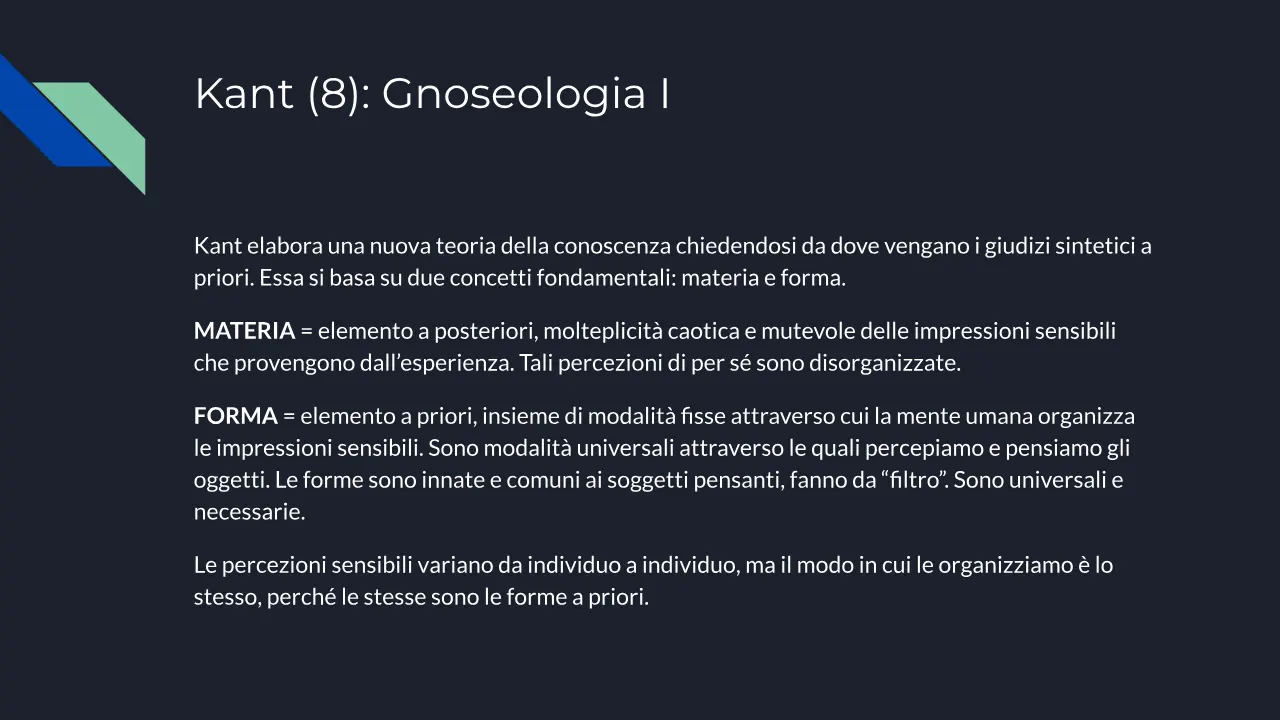 Kant (8): Gnoseologia I
Kant elabora una nuova teoria della conoscenza chiedendosi da dove vengano i giudizi sintetici a
priori. Essa si basa su due concetti fondamentali: materia e forma.
MATERIA = elemento a posteriori, molteplicità caotica e mutevole delle impressioni sensibili
che provengono dall’esperienza. Tali percezioni di per sé sono disorganizzate.
FORMA = elemento a priori, insieme di modalità fisse attraverso cui la mente umana organizza
le impressioni sensibili. Sono modalità universali attraverso le quali percepiamo e pensiamo gli
oggetti. Le forme sono innate e comuni ai soggetti pensanti, fanno da “filtro”. Sono universali e
necessarie.
Le percezioni sensibili variano da individuo a individuo, ma il modo in cui le organizziamo è lo
stesso, perché le stesse sono le forme a priori.